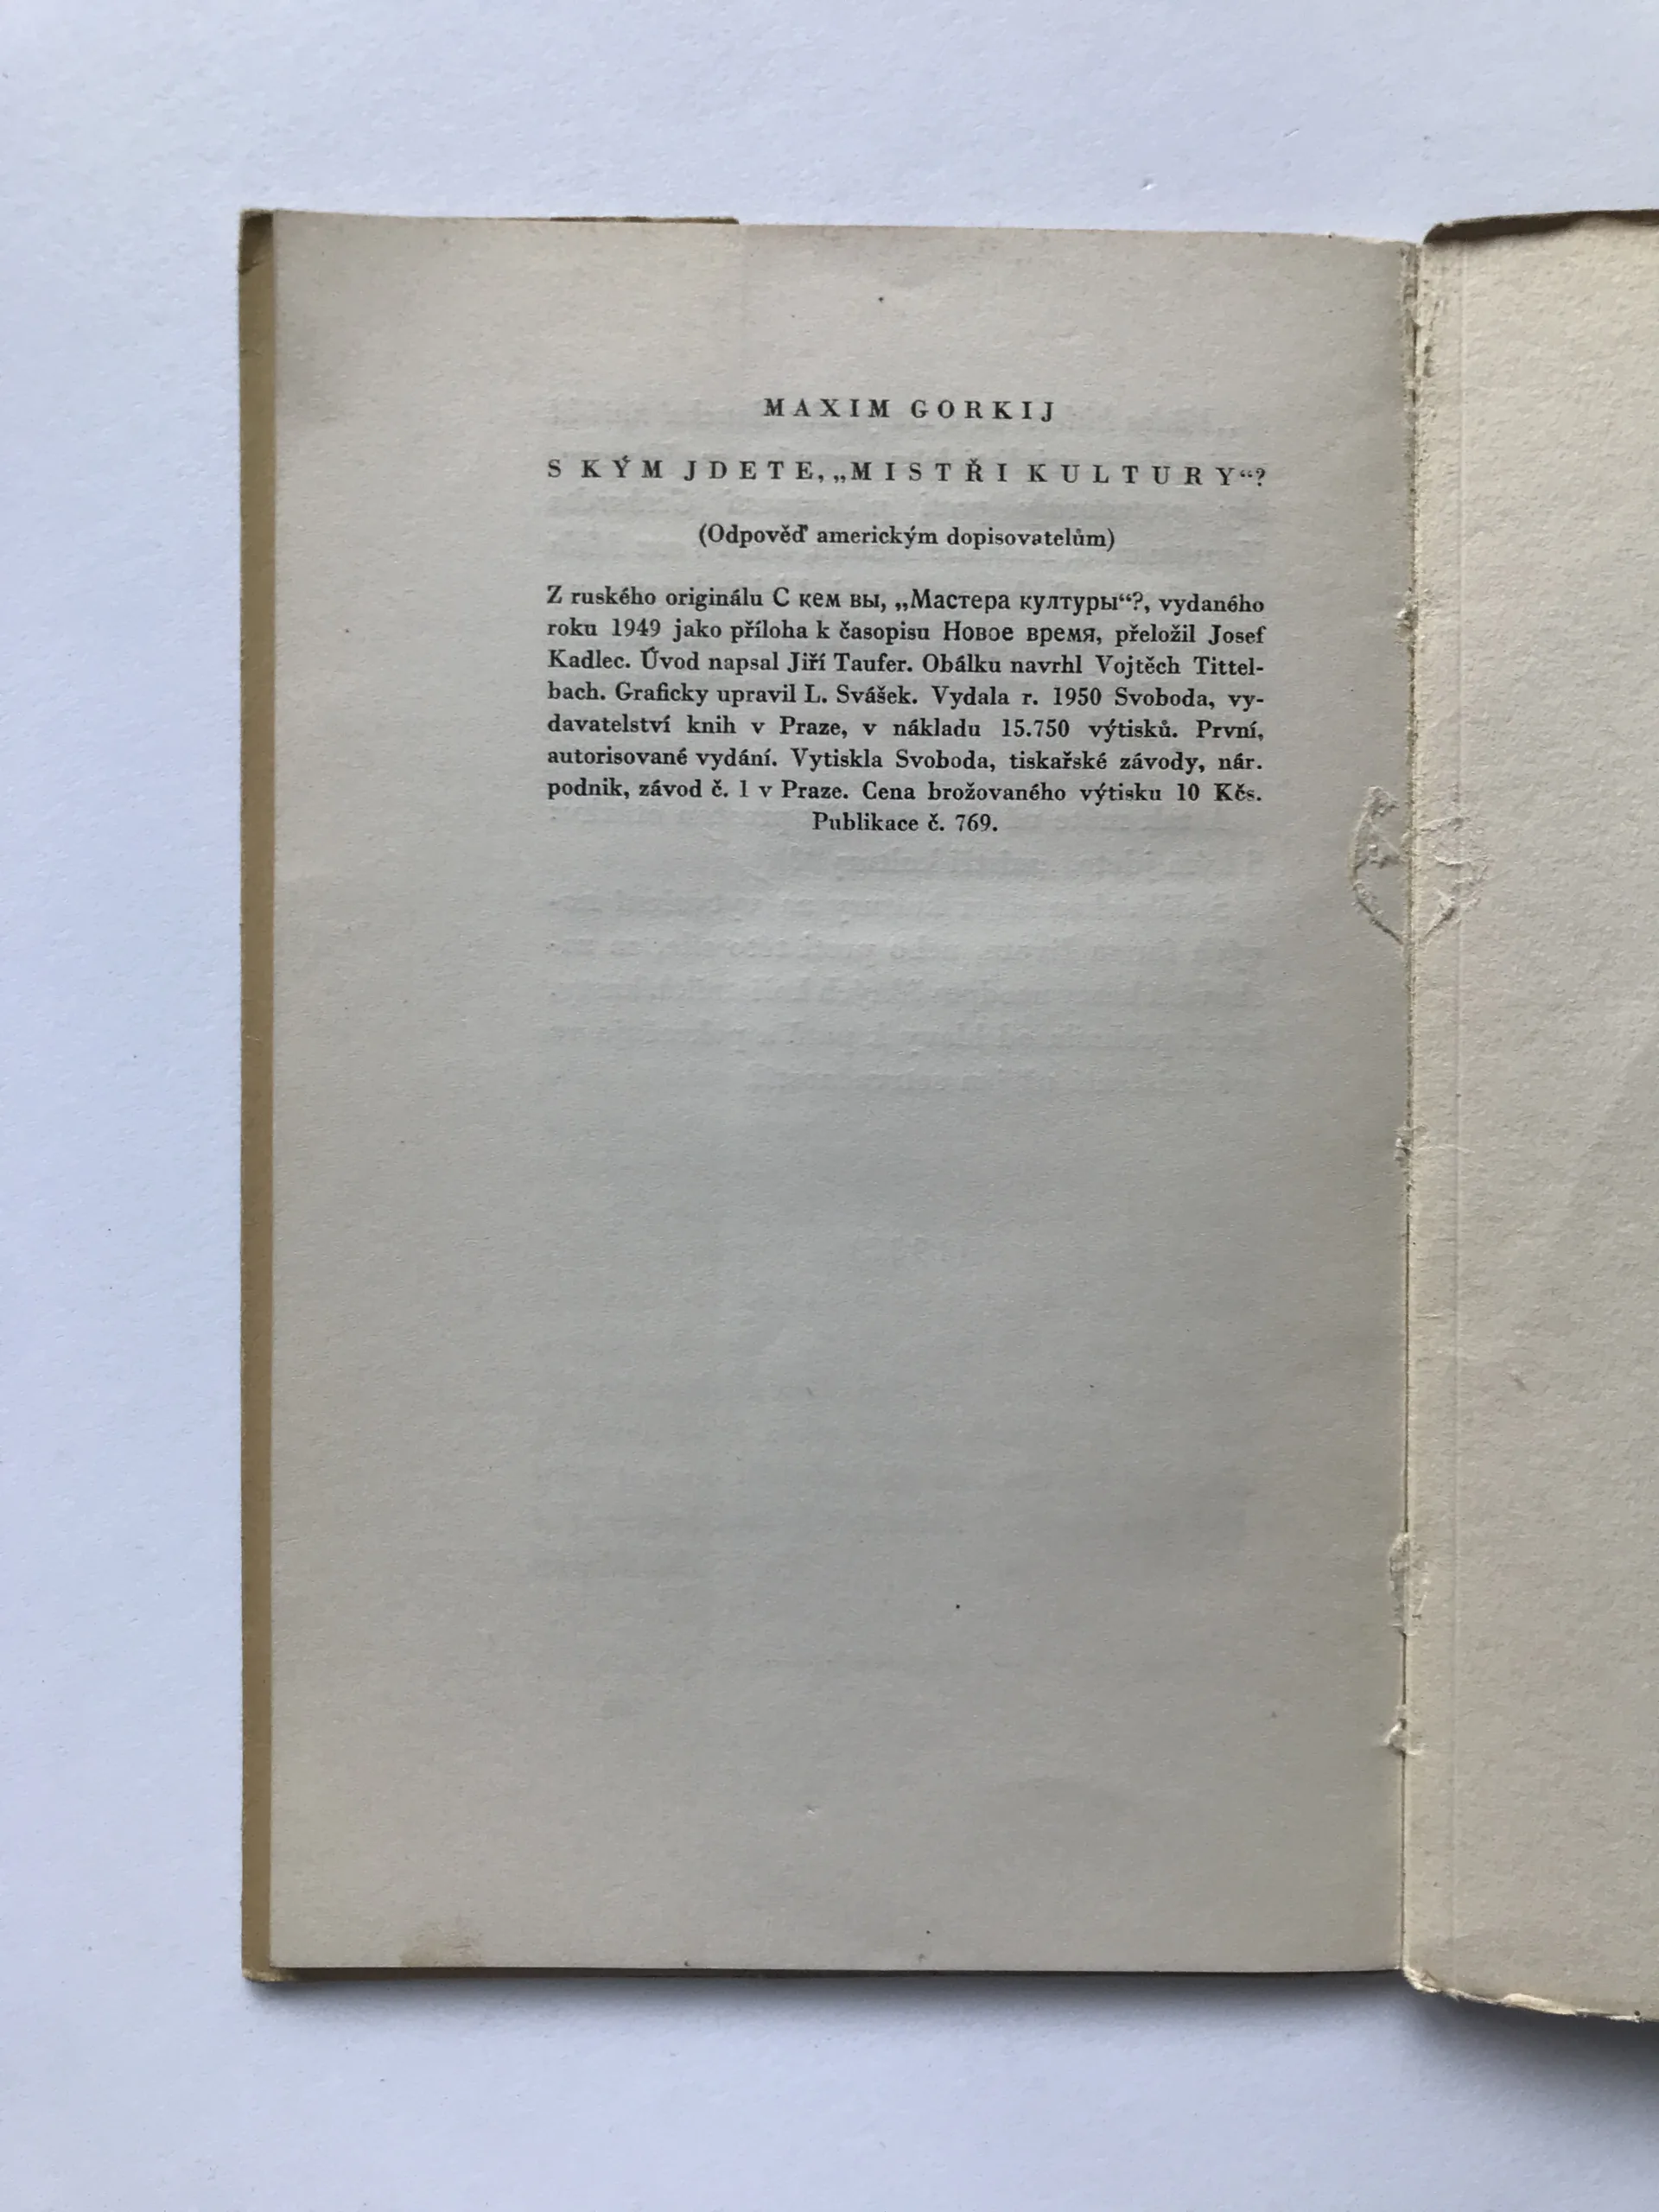 MAXIM GORKIJ
S KÝM JDETE, „MISTŘI KULTURY“?
(Odpověď americkým dopisovatelům)
Z ruského originálu С кем вы, „Мастера културы“?, vydaného
roku 1949 jako příloha k časopisu Новое время, přeložil Josef
Kadlec. Úvod napsal Jiří Taufer. Obálku navrhl Vojtěch Tittel-
bach. Graficky upravil L. Svášek. Vydala r. 1950 Svoboda, vy-
davatelství knih v Praze, v nákladu 15.750 výtisků. První,
autorisované vydání. Vytiskla Svoboda, tiskařské závody, nár.
podnik, závod č. 1 v Praze. Cena brožovaného výtisku 10 Kčs.
Publikace č. 769.